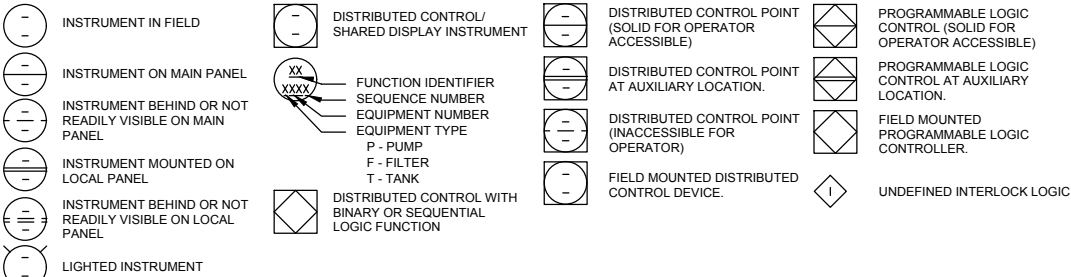 INSTRUMENT IN FIELD
INSTRUMENT ON MAIN PANEL
INSTRUMENT BEHIND OR NOT
READILY VISIBLE ON MAIN
PANEL
INSTRUMENT MOUNTED ON
LOCAL PANEL
INSTRUMENT BEHIND OR NOT
READILY VISIBLE ON LOCAL
PANEL
LIGHTED INSTRUMENT
DISTRIBUTED CONTROL/
SHARED DISPLAY INSTRUMENT
XX
XXXX
FUNCTION IDENTIFIER
SEQUENCE NUMBER
EQUIPMENT NUMBER
EQUIPMENT TYPE
P - PUMP
F - FILTER
T - TANK
DISTRIBUTED CONTROL WITH
BINARY OR SEQUENTIAL
LOGIC FUNCTION
DISTRIBUTED CONTROL POINT
(SOLID FOR OPERATOR
ACCESSIBLE)
DISTRIBUTED CONTROL POINT
AT AUXILIARY LOCATION.
DISTRIBUTED CONTROL POINT
(INACCESSIBLE FOR
OPERATOR)
FIELD MOUNTED DISTRIBUTED
CONTROL DEVICE.
PROGRAMMABLE LOGIC
CONTROL (SOLID FOR
OPERATOR ACCESSIBLE)
PROGRAMMABLE LOGIC
CONTROL AT AUXILIARY
LOCATION.
FIELD MOUNTED
PROGRAMMABLE LOGIC
CONTROLLER.
I
UNDEFINED INTERLOCK LOGIC